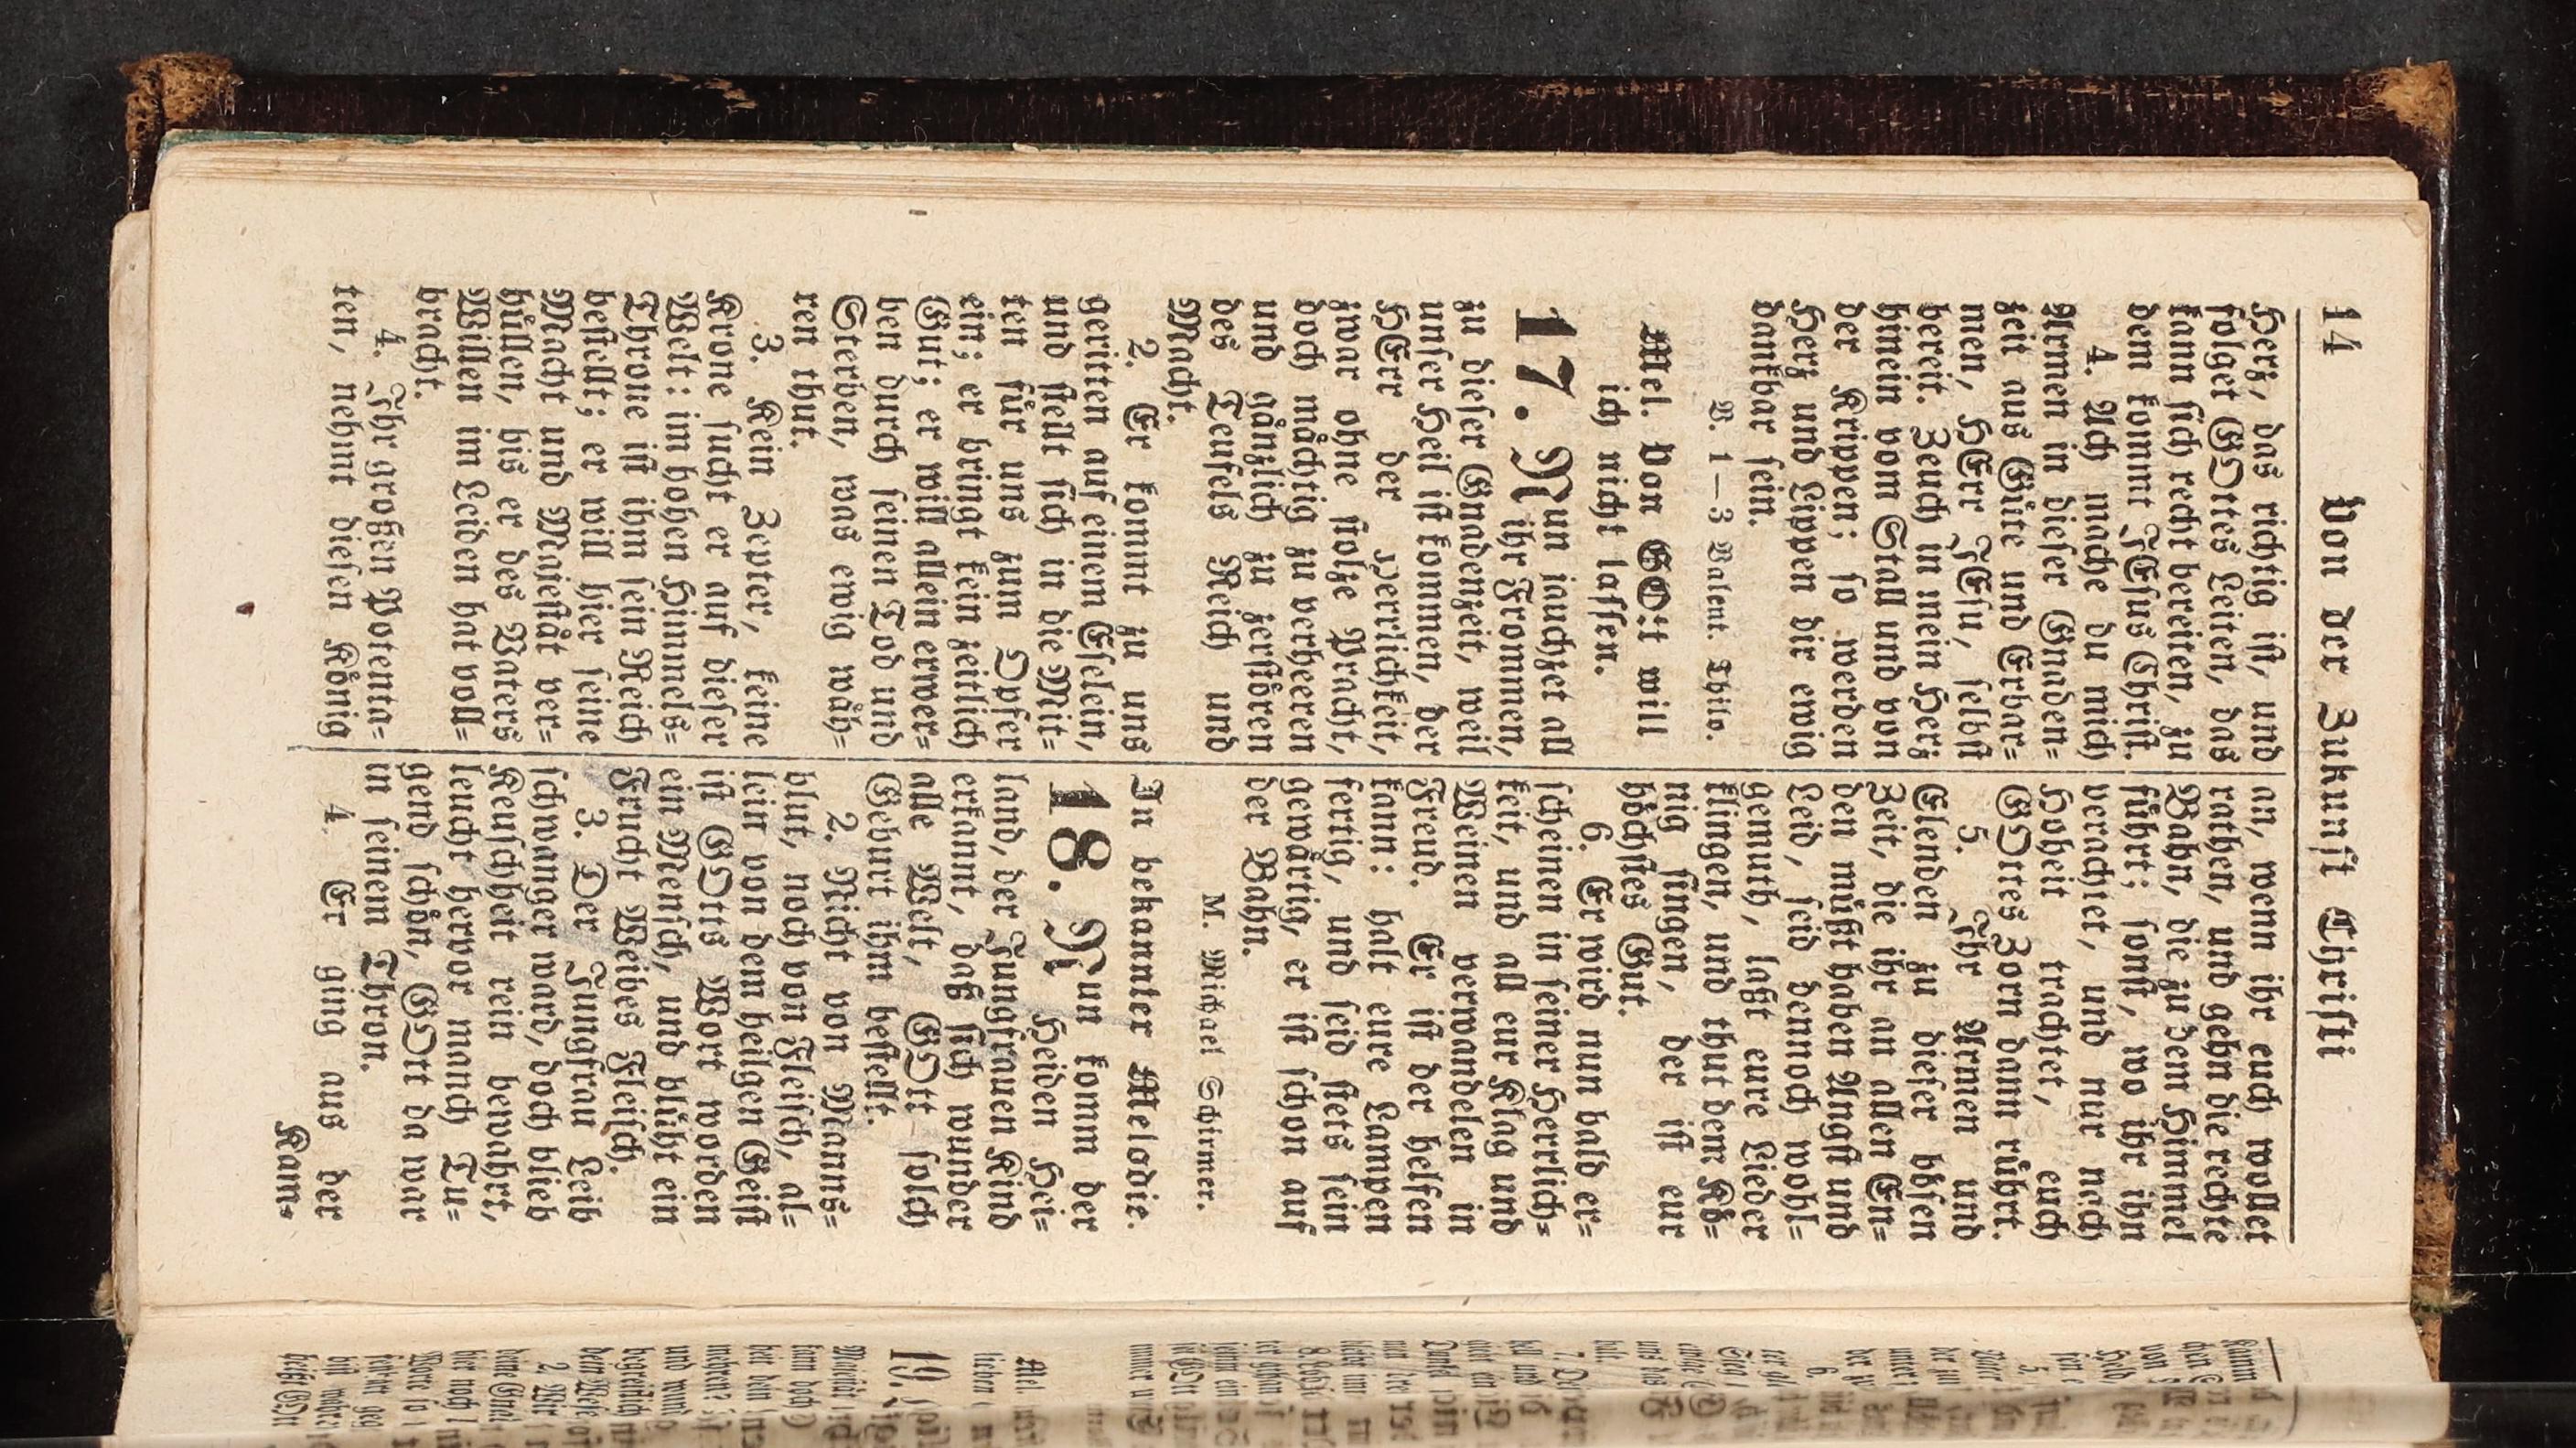 14 Von der Zukunft Christi
Herz, das richtig ist, und
folget GOttes Leiten, das
kann sich recht bereiten, zu
dem kommt JEsus Christ.
4. Ach mache du mich
Armen in dieser Gnaden=
zeit aus Güte und Erbar=
men, HErr JEsu, selbst
bereit. Zeuch in mein Herz
hinein vom Stall und von
der Krippen; so werden
Herz und Lippen dir ewig
dankbar sein.
V. 1—3 Valent. Thilo.
Mel. Von GOtt will
ich nicht lassen.
17. Nun jauchzet all
ihr Frommen,
zu dieser Gnadenzeit, weil
unser Heil ist kommen, der
HErr der Herrlichkeit,
zwar ohne stolze Pracht,
doch mächtig zu verheeren
und gänzlich zu zerstören
des Teufels Reich und
Macht.
2. Er kommt zu uns
geritten auf einem Eselein,
und stellt sich in die Mit=
ten für uns zum Opfer
ein; er bringt kein zeitlich
Gut; er will allein erwer=
ben durch seinen Tod und
Sterben, was ewig wäh=
ren thut.
3. Kein Zepter, keine
Krone sucht er auf dieser
Welt: im hohen Himmels=
Throne ist ihm sein Reich
bestellt; er will hier seine
Macht und Majestät ver=
hüllen, bis er des Vaters
Willen im Leiden hat voll=
bracht.
4. Ihr großen Potenta=
ten, nehmt diesen König
an, wenn ihr euch wollet
rathen, und gehn die rechte
Bahn, die zu dem Himmel
führt; sonst, wo ihr ihn
verachtet, und nur nach
Hoheit trachtet, euch
GOttes Zorn dann rührt.
5. Ihr Armen und
Elenden zu dieser bösen
Zeit, die ihr an allen En=
den müßt haben Angst und
Leid, seid dennoch wohl=
gemuth, laßt eure Lieder
klingen, und thut dem Kö=
nig singen, der ist eur
höchstes Gut.
6. Er wird nun bald er=
scheinen in seiner Herrlich=
keit, und all eur Klag und
Weinen verwandelen in
Freud. Er ist der helfen
kann: halt eure Lampen
fertig, und seid stets sein
gewärtig, er ist schon auf
der Bahn.
M. Michael Schirmer.
In bekannter Melodie.
18. Nun komm der
Heiden Hei=
land, der Jungfrauen Kind
erkannt, daß sich wunder
alle Welt, GOtt solch
Geburt ihm bestellt.
2. Nicht von Manns=
blut, noch von Fleisch, al=
lein von dem heilgen Geist
ist GOtts Wort worden
ein Mensch, und blüht ein
Frucht Weibes Fleisch.
3. Der Jungfrau Leib
schwanger ward, doch blieb
Keuschheit rein bewahrt,
leucht hervor manch Tu=
gend schön, GOtt da war
in seinem Thron.
4. Er ging aus der
Kam=
19.